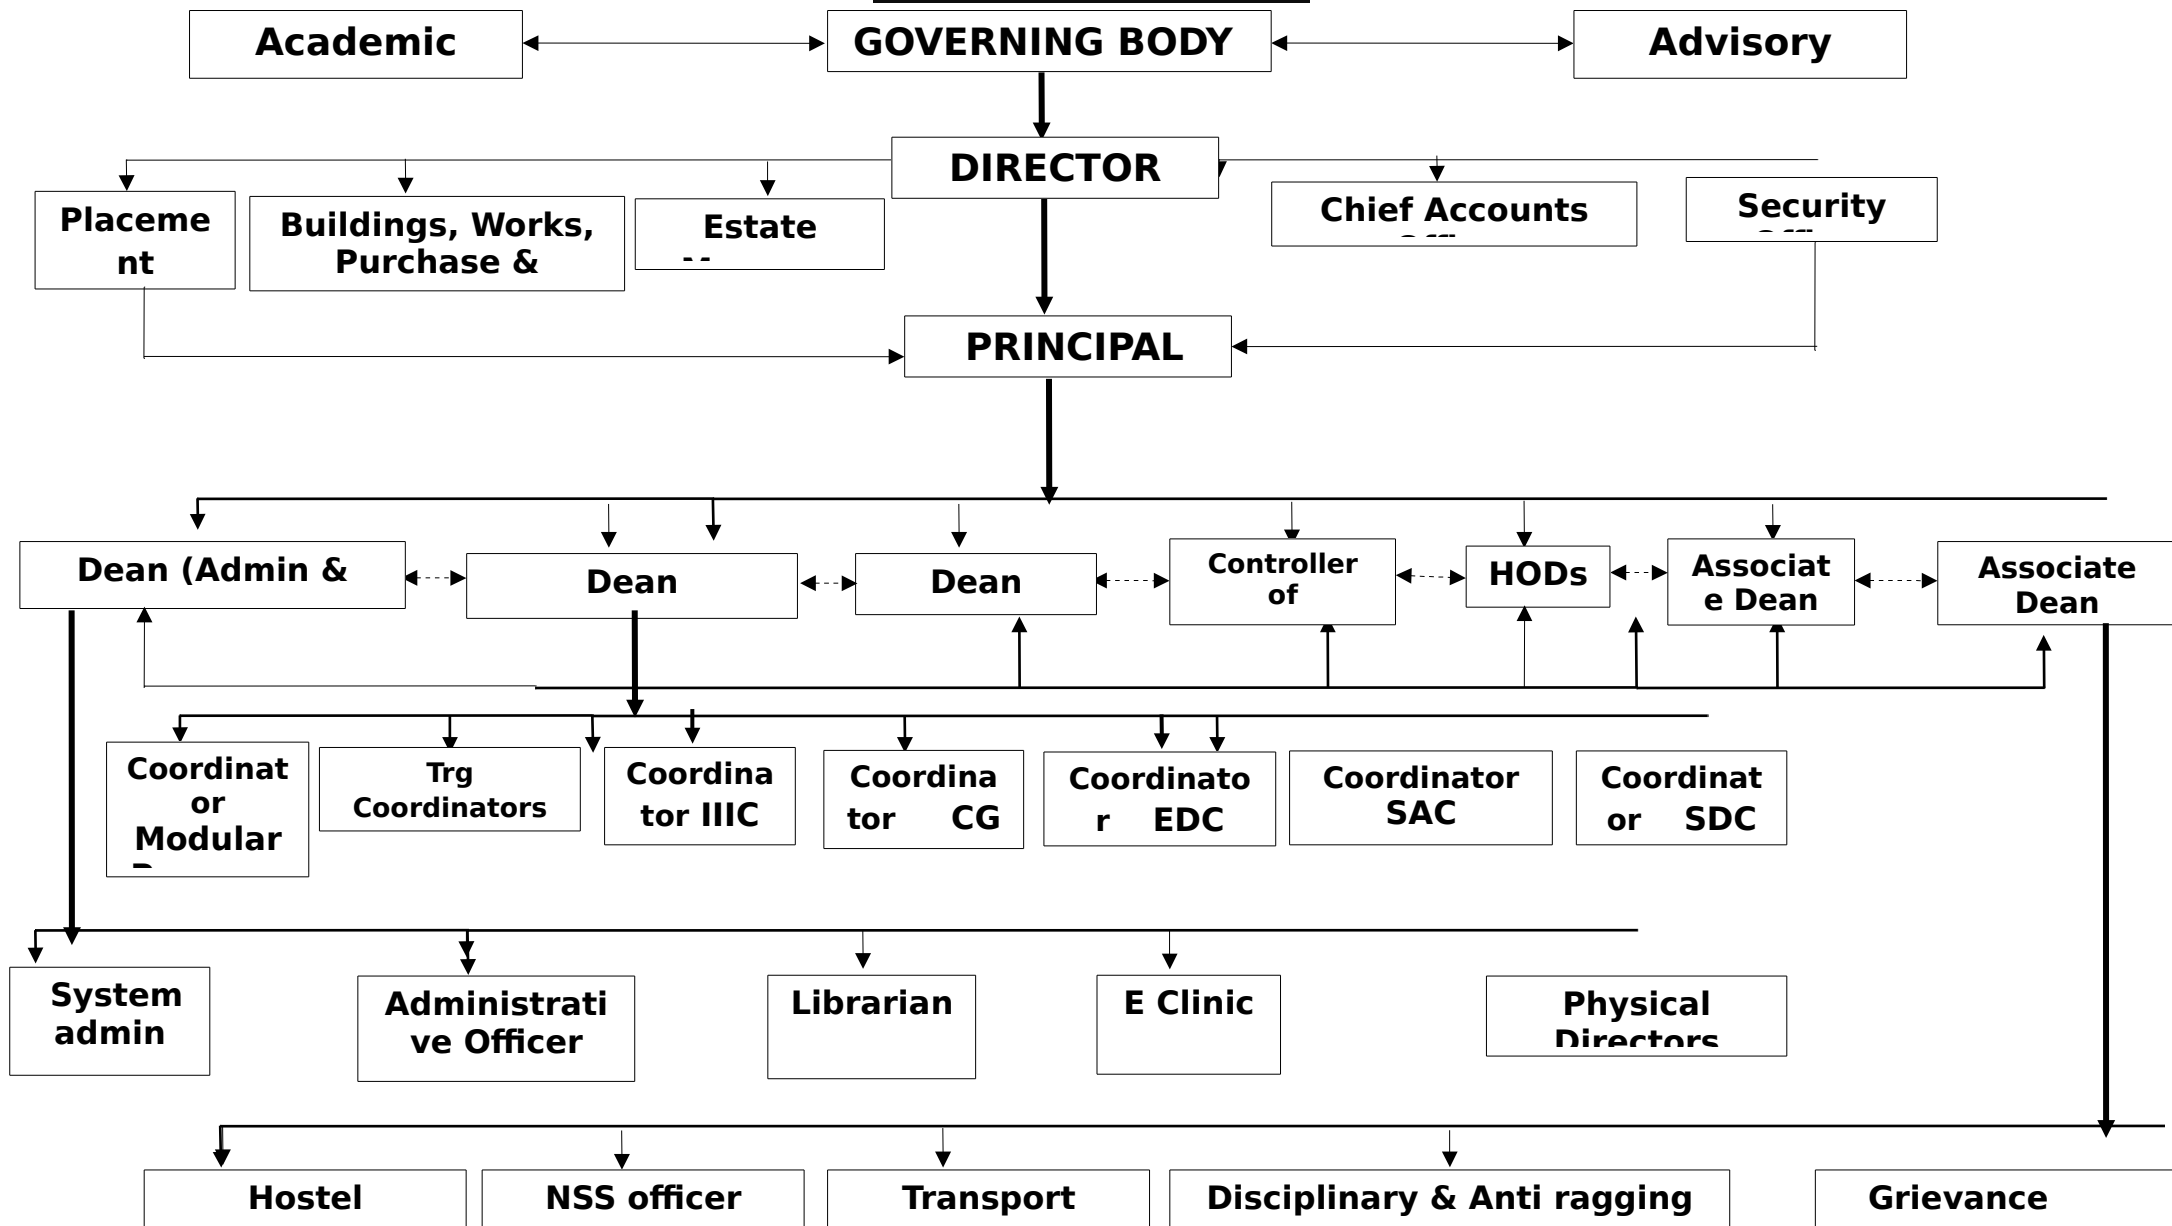 Academic
GOVERNING BODY
Advisory
DIRECTOR
Placeme
nt
Buildings, Works,
Purchase &
Estate
Chief Accounts
Security
PRINCIPAL
Dean (Admin &
Dean
Dean
Controller
of
HODs
Associat
e Dean
Associate
Dean
Coordinat
or
Modular
Trg
Coordinators
Coordina
tor IIIC
Coordina
tor CG
Coordinato
r EDC
Coordinator
SAC
Coordinat
or SDC
System
admin
Administrati
ve Officer
Librarian
E Clinic
Physical
Directors
Hostel
NSS officer
Transport
Disciplinary & Anti ragging
Grievance